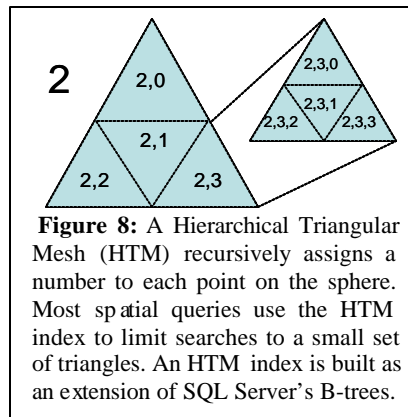 2
2,0
2,1
2,2
2,3
2,3,0
2,3,1
2,3,2
2,3,3
Figure 8: A Hierarchical Triangular
Mesh (HTM) recursively assigns a
number to each point on the sphere.
Most spatial queries use the HTM
index to limit searches to a small set
of triangles. An HTM index is built as
an extension of SQL Server's B-trees.